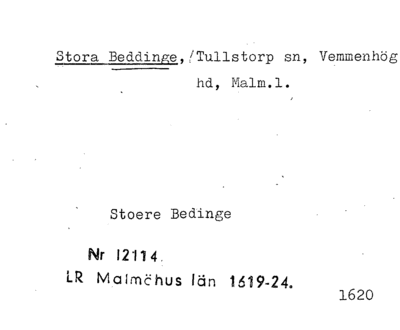 Stora Beddinge,/Tullstorp sn, Vemmenhög
hd, Malm.l.
Stoere Bedinge
Nr 12114.
LR Malmöhus län 1619-24.
1620